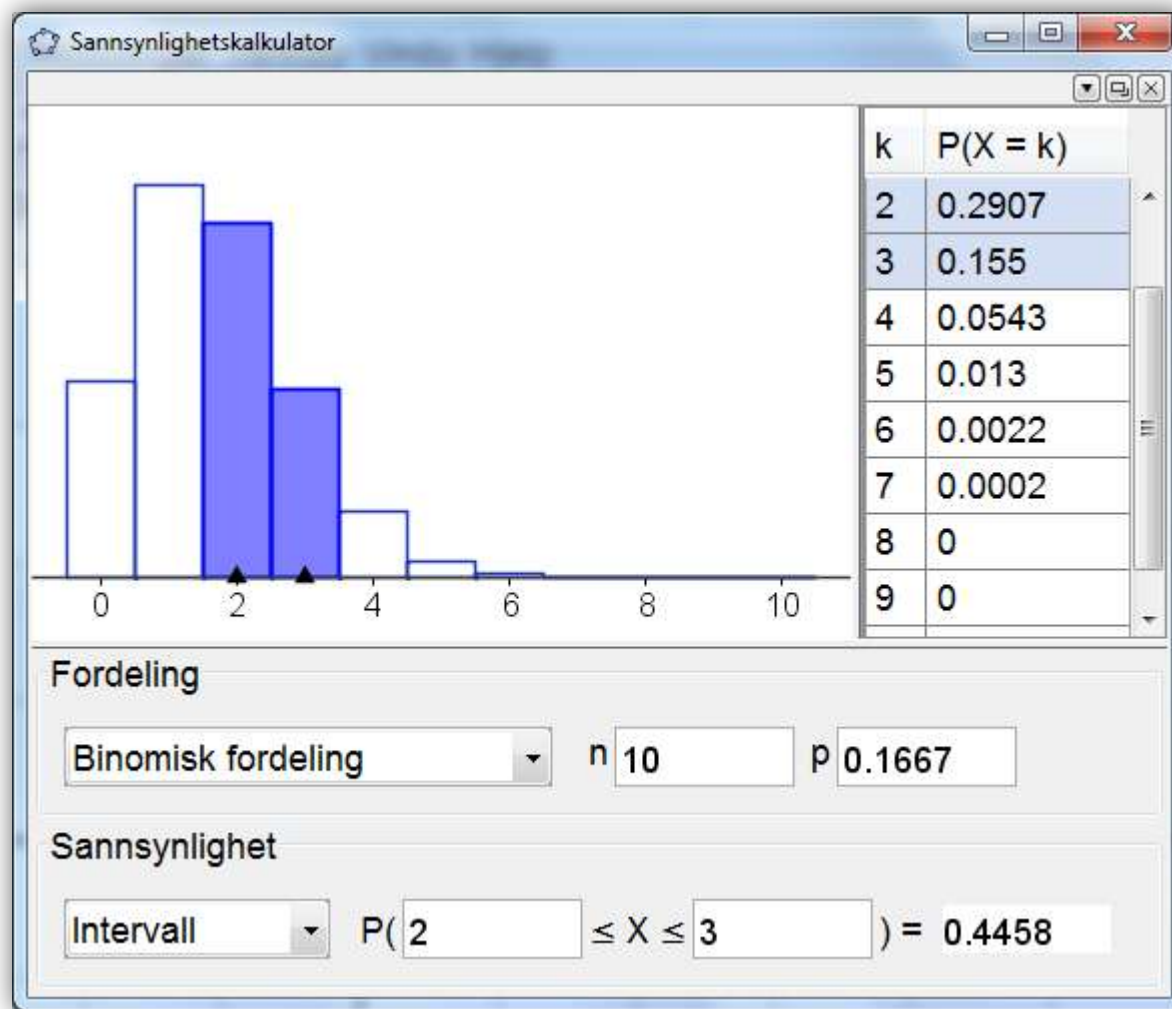 Sannsynlighetskalkulator
k P(X = k)
2 0.2907
3 0.155
4 0.0543
5 0.013
6 0.0022
7 0.0002
8 0
9 0
0 2 4 6 8 10
Fordeling
Binomisk fordeling n 10 p 0.1667
Sannsynlighet
Intervall P( 2 ≤ X ≤ 3 ) = 0.4458